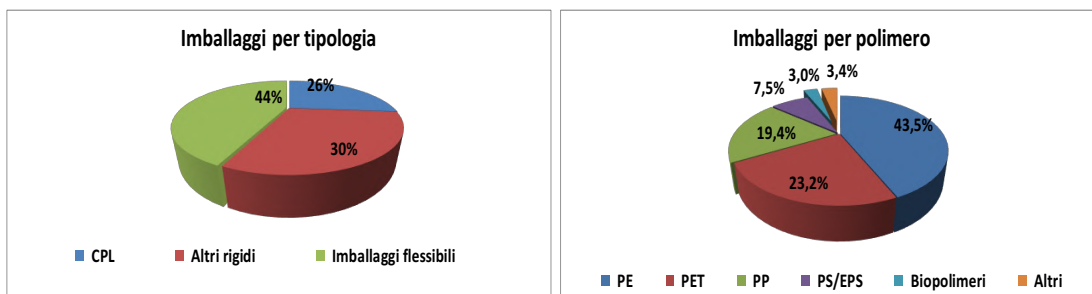 Imballaggi per tipologia
26%
44%
30%
CPL Altri rigidi Imballaggi flessibili
Imballaggi per polimero
3,0% 3,4%
7,5%
43,5%
19,4%
23,2%
PE PET PP PS/EPS Biopolimeri Altri